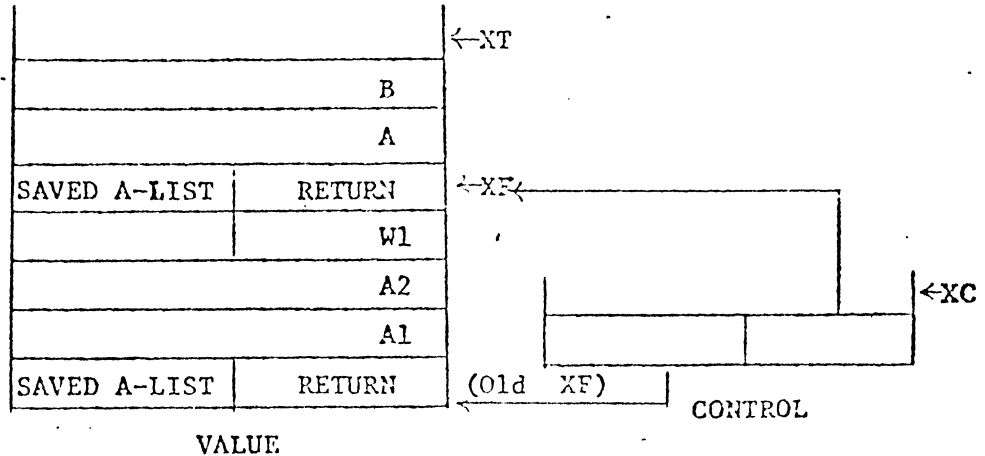 ←XT
B
A
SAVED A-LIST RETURN ←XF
W1
A2
←XC
A1
SAVED A-LIST RETURN (Old XF)
CONTROL
VALUE